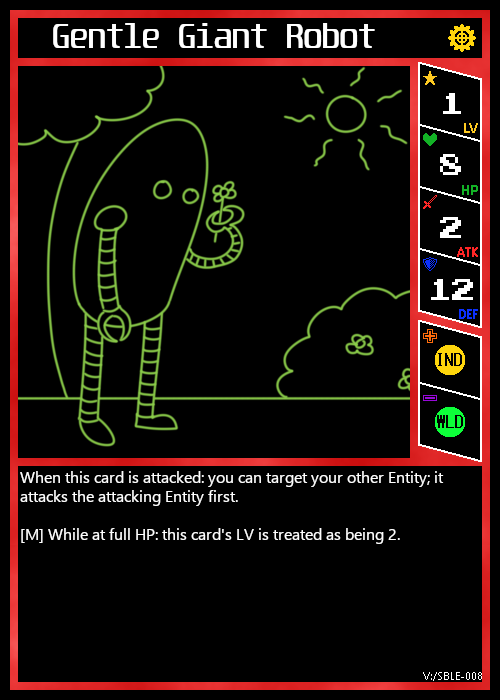 Gentle Giant Robot
1
LV
8
HP
2
ATK
12
DEF
IND
WLD
When this card is attacked: you can target your other Entity; it
attacks the attacking Entity first.
[M] While at full HP: this card's LV is treated as being 2.
V:/SBLE-008